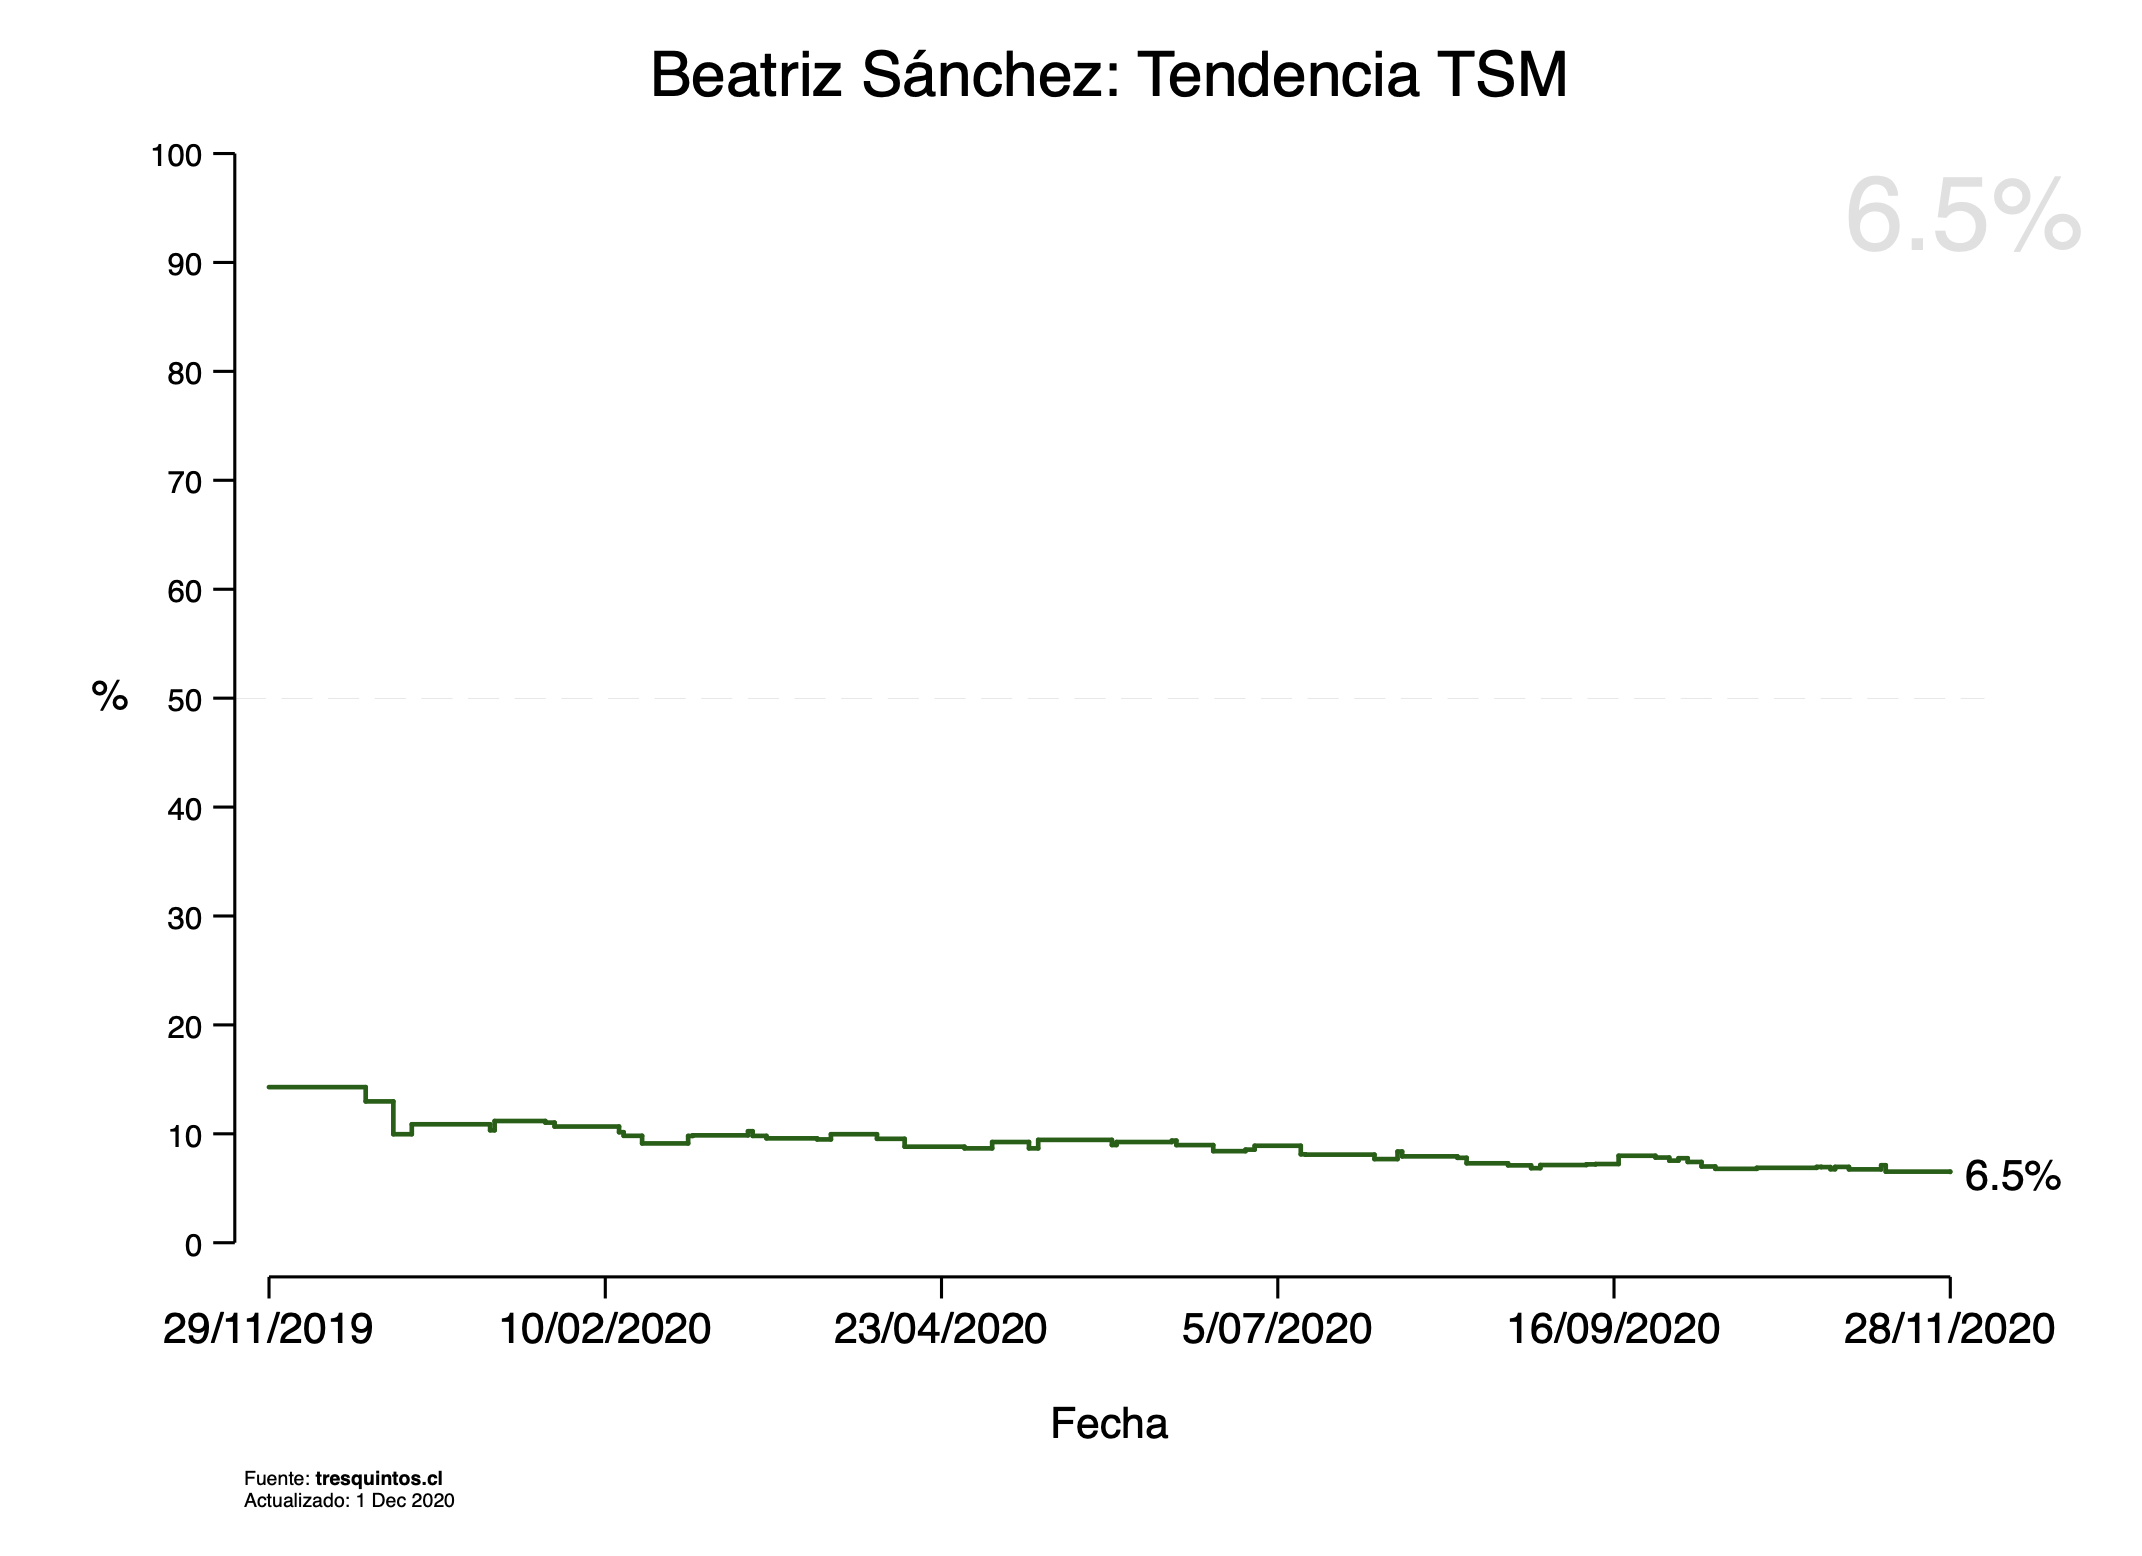 Beatriz Sánchez: Tendencia TSM
6.5%
100
90
80
70
60
50
40
30
20
10
0
%
6.5%
29/11/2019 10/02/2020 23/04/2020 5/07/2020 16/09/2020 28/11/2020
Fecha
Fuente: tresquintos.cl
Actualizado: 1 Dec 2020